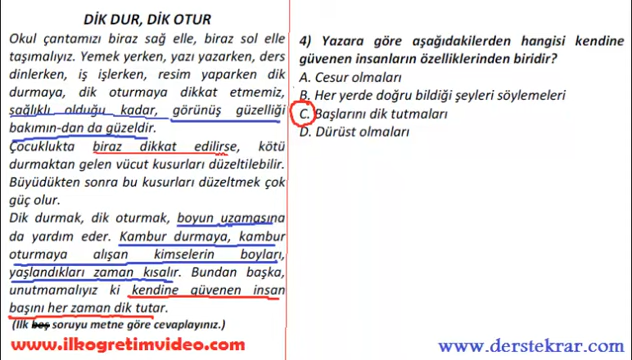 DİK DUR, DİK OTUR
Okul çantamızı biraz sağ elle, biraz sol elle
taşımalıyız. Yemek yerken, yazı yazarken, ders
dinlerken, iş işlerken, resim yaparken dik
durmaya, dik oturmaya dikkat etmemiz,
sağlıklı olduğu kadar, görünüş güzelliği
bakımın-dan da güzeldir.
Çocuklukta biraz dikkat edilirse, kötü
durmaktan gelen vücut kusurları düzeltilebilir.
Büyüdükten sonra bu kusurları düzeltmek çok
güç olur.
Dik durmak, dik oturmak, boyun uzamasına
da yardım eder. Kambur durmaya, kambur
oturmaya alışan kimselerin boyları,
yaşlandıkları zaman kısalır. Bundan başka,
unutmamalıyız ki kendine güvenen insan
başını her zaman dik tutar.
(İlk beş soruyu metne göre cevaplayınız.)
www.ilkogretimvideo.com
4) Yazara göre aşağıdakilerden hangisi kendine
güvenen insanların özelliklerinden biridir?
A. Cesur olmaları
B. Her yerde doğru bildiği şeyleri söylemeleri
C. Başlarını dik tutmaları
D. Dürüst olmaları
www.derstekrar.com